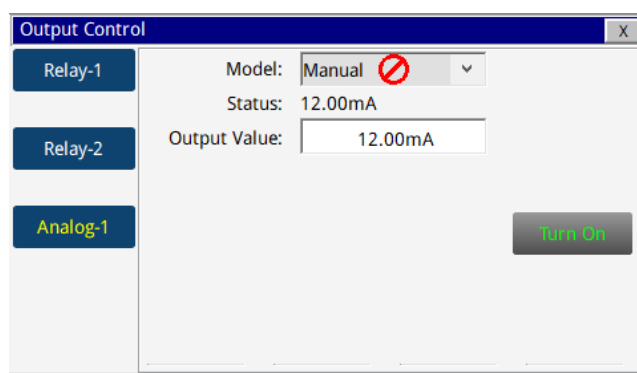 Output Control
X
Relay-1
Relay-2
Analog-1
Model: Manual
Status: 12.00mA
Output Value: 12.00mA
Turn On